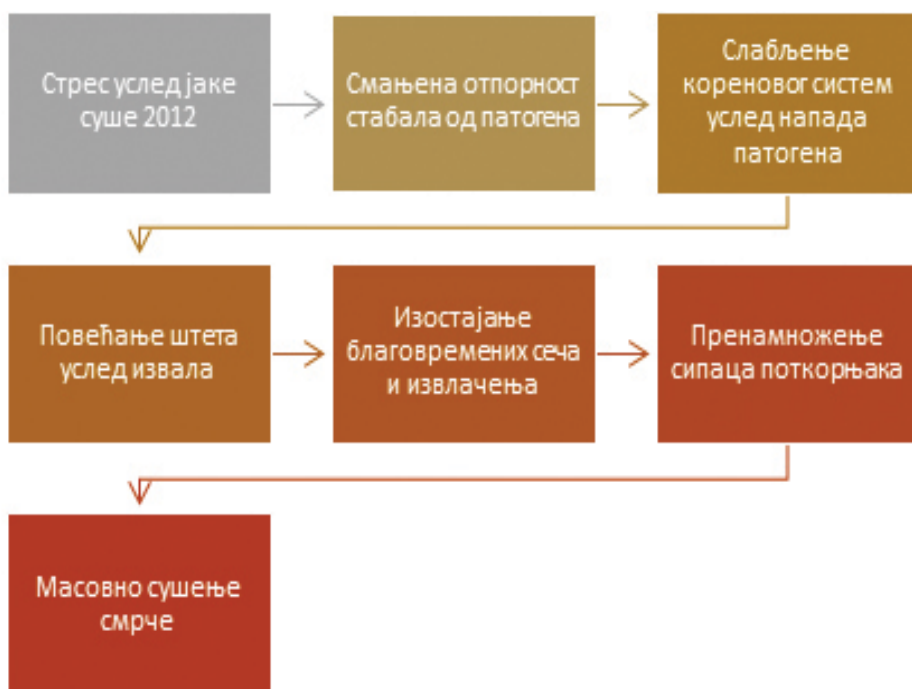 Стрес услед јаке
суше 2012
Смањена отпорност
стабала од патогена
Слабљење
кореновог систем
услед напада
патогена
Повећање штета
услед извала
Изостајање
благовремених сеча
и извлачења
Пренамножење
сипаца поткорњака
Масовно сушење
смрче